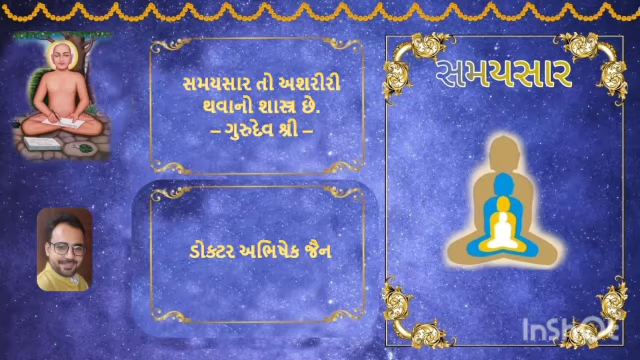 સમયસાર તો અશરીરી
થવાનો શાસ્ત્ર છે.
– ગુરુદેવ શ્રી –
ડોક્ટર અભિષેક જૈન
સમયસાર
InShOt